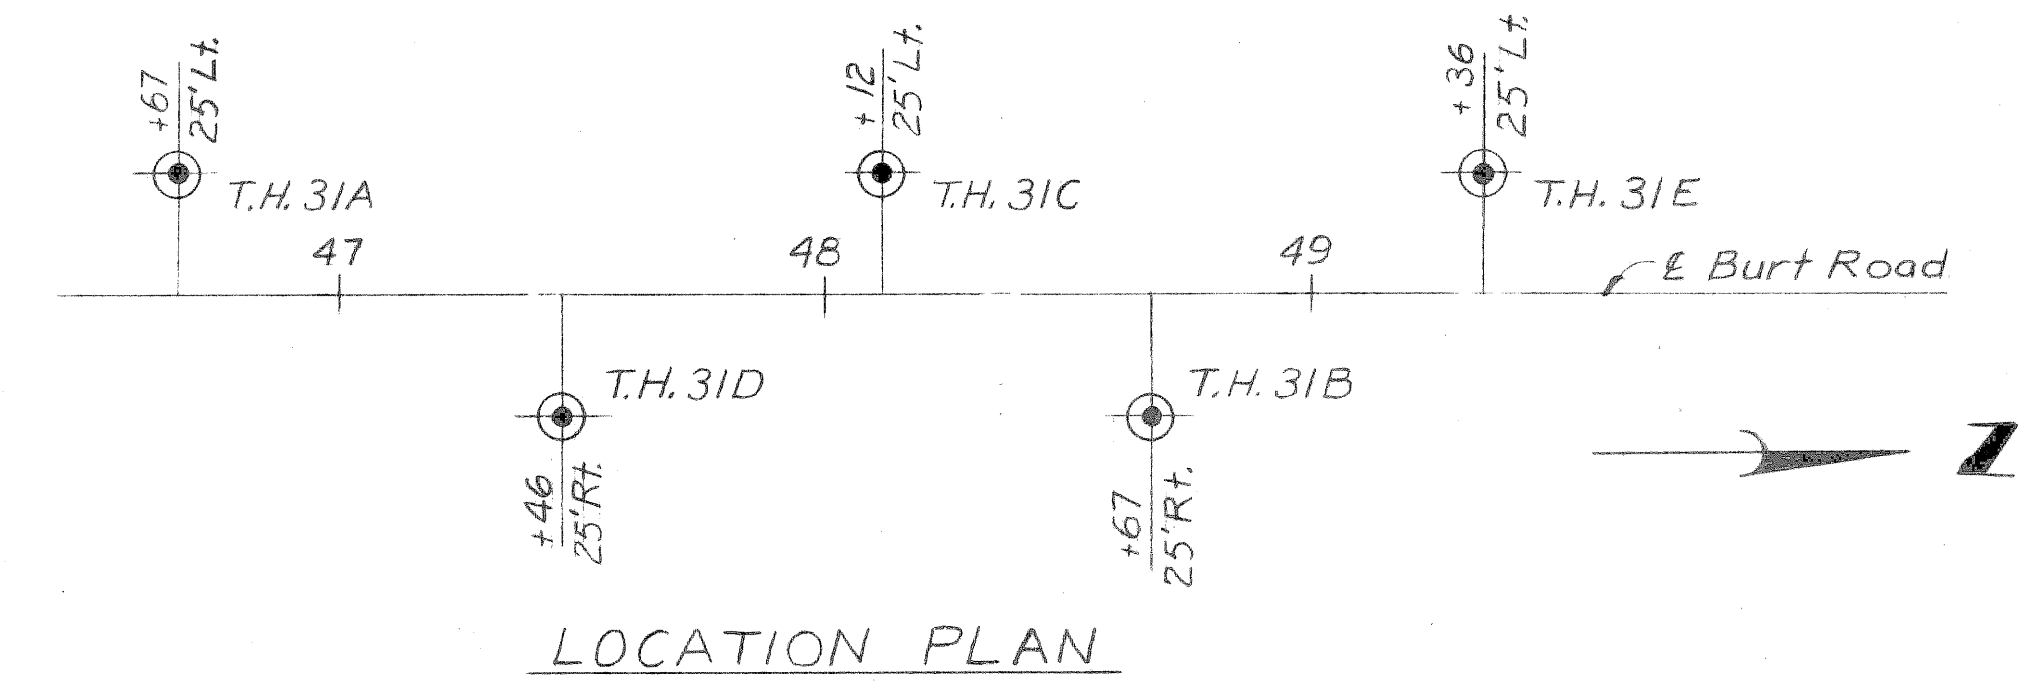 +67
25' Lt.
+12
25' Lt.
+36
25' Lt.
T.H. 31A
T.H. 31C
T.H. 31E
47
48
49
℄ Burt Road
T.H. 31D
T.H. 31B
+46
25' Rt.
+67
25' Rt.
N
LOCATION PLAN